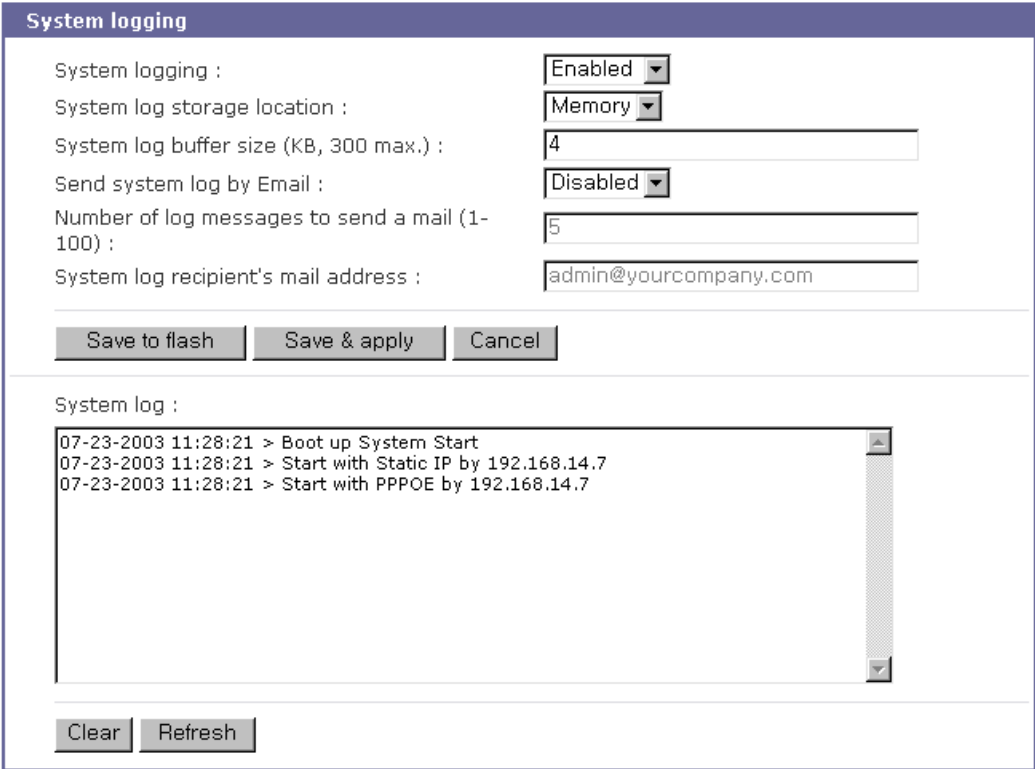 System logging
System logging : Enabled
System log storage location : Memory
System log buffer size (KB, 300 max.) : 4
Send system log by Email : Disabled
Number of log messages to send a mail (1-
100) : 5
System log recipient's mail address : admin@yourcompany.com
Save to flash Save & apply Cancel
System log :
07-23-2003 11:28:21 > Boot up System Start
07-23-2003 11:28:21 > Start with Static IP by 192.168.14.7
07-23-2003 11:28:21 > Start with PPPOE by 192.168.14.7
Clear Refresh